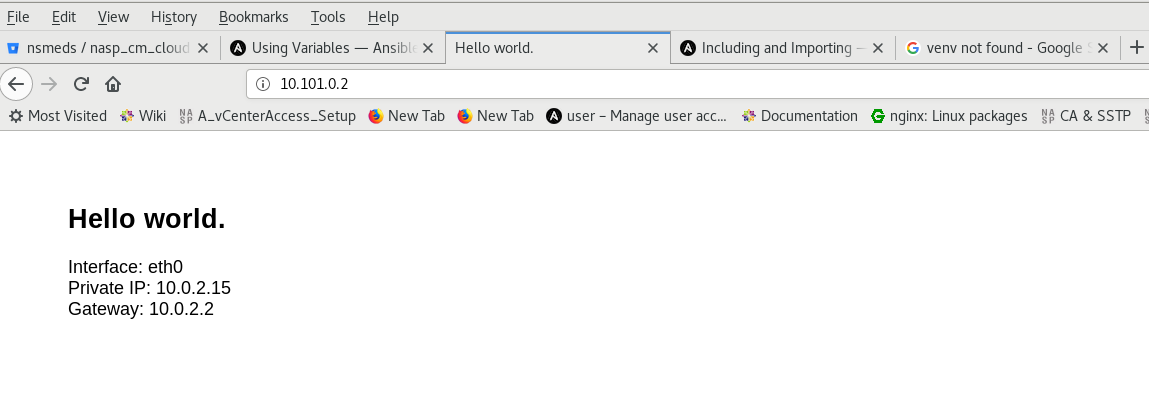 File Edit View History Bookmarks Tools Help
nsmeds / nasp_cm_cloud Using Variables — Ansible Hello world. Including and Importing — venv not found - Google S
10.101.0.2
Most Visited Wiki NASP A_vCenterAccess_Setup New Tab New Tab user – Manage user acc... Documentation nginx: Linux packages NASP CA & SSTP
Hello world.
Interface: eth0
Private IP: 10.0.2.15
Gateway: 10.0.2.2